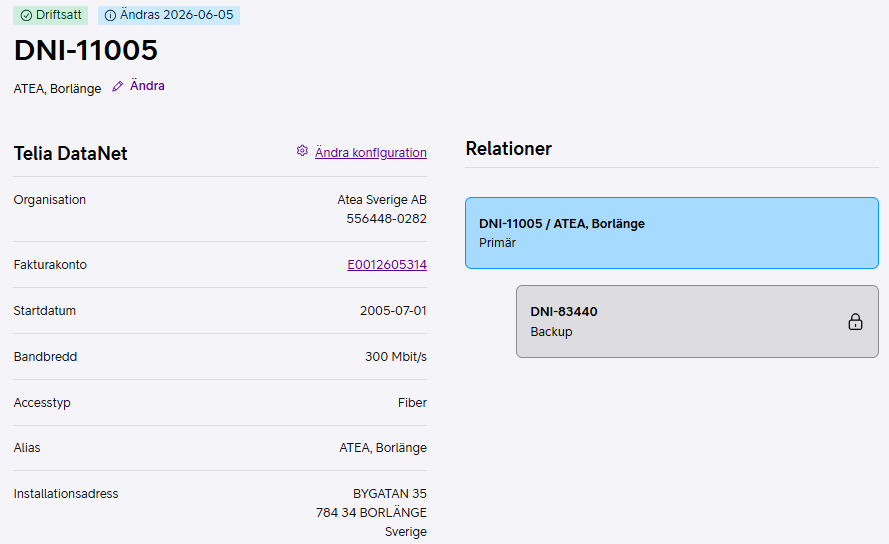 Driftsatt
Ändras 2026-06-05
DNI-11005
ATEA, Borlänge
Ändra
Telia DataNet
Ändra konfiguration
Organisation
Atea Sverige AB
556448-0282
Fakturakonto
E0012605314
Startdatum
2005-07-01
Bandbredd
300 Mbit/s
Accesstyp
Fiber
Alias
ATEA, Borlänge
Installationsadress
BYGATAN 35
784 34 BORLÄNGE
Sverige
Relationer
DNI-11005 / ATEA, Borlänge
Primär
DNI-83440
Backup